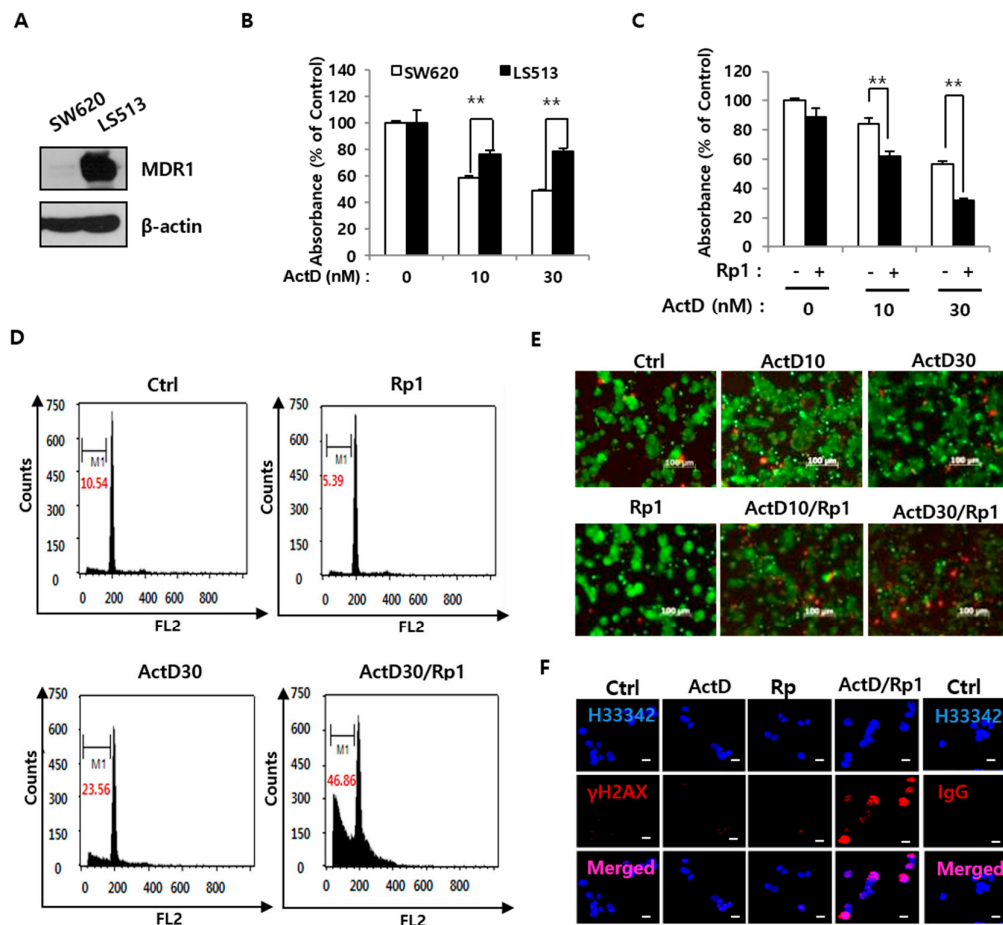 A
SW620
LS513
MDR1
β-actin
B
SW620 LS513
Absorbance (% of Control)
140
120
100
80
60
40
20
0
**
**
ActD (nM) : 0 10 30
C
Absorbance (% of Control)
120
100
80
60
40
20
0
**
**
Rp1 : - + - + - +
ActD (nM) : 0 10 30
D
Ctrl
Counts
750
600
450
300
150
0
M1
10.54
0 200 400 600 800
FL2
Rp1
Counts
750
600
450
300
150
0
M1
5.39
0 200 400 600 800
FL2
ActD30
Counts
750
600
450
300
150
0
M1
23.56
0 200 400 600 800
FL2
ActD30/Rp1
Counts
750
600
450
300
150
0
M1
46.86
0 200 400 600 800
FL2
E
Ctrl ActD10 ActD30
100 μm 100 μm 100 μm
Rp1 ActD10/Rp1 ActD30/Rp1
100 μm 100 μm 100 μm
F
Ctrl ActD Rp ActD/Rp1 Ctrl
H33342 H33342
γH2AX IgG
Merged Merged